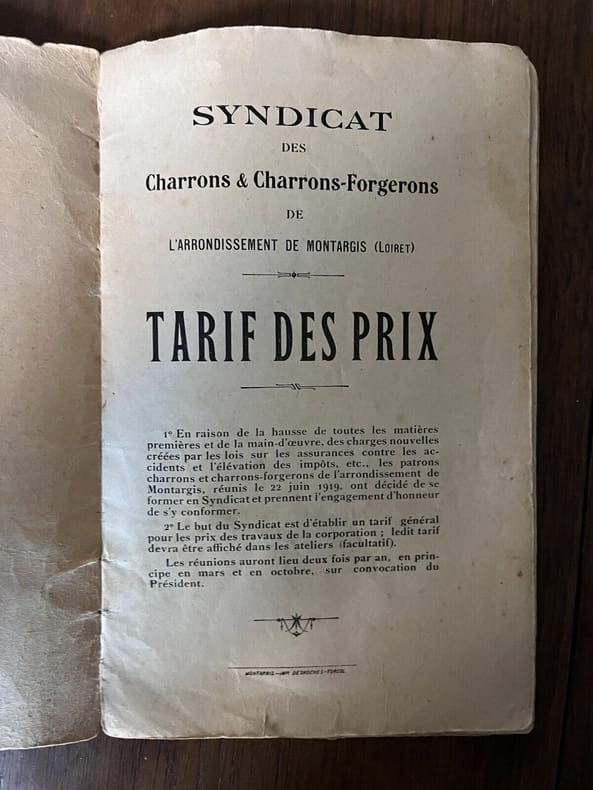 SYNDICAT
DES
Charrons & Charrons-Forgerons
DE
L'ARRONDISSEMENT DE MONTARGIS (LOIRET)
TARIF DES PRIX
1º En raison de la hausse de toutes les matières
premières et de la main-d'œuvre, des charges nouvelles
créées par les lois sur les assurances contre les ac-
cidents et l'élévation des impôts, etc., les patrons
charrons et charrons-forgerons de l'arrondissement de
Montargis, réunis le 22 juin 1919, ont décidé de se
former en Syndicat et prennent l'engagement d'honneur
de s'y conformer.
2º Le but du Syndicat est d'établir un tarif général
pour les prix des travaux de la corporation ; ledit tarif
devra être affiché dans les ateliers (facultatif).
Les réunions auront lieu deux fois par an, en prin-
cipe en mars et en octobre, sur convocation du
Président.
MONTARGIS.—IMP. DESROCHES-TURCOL.